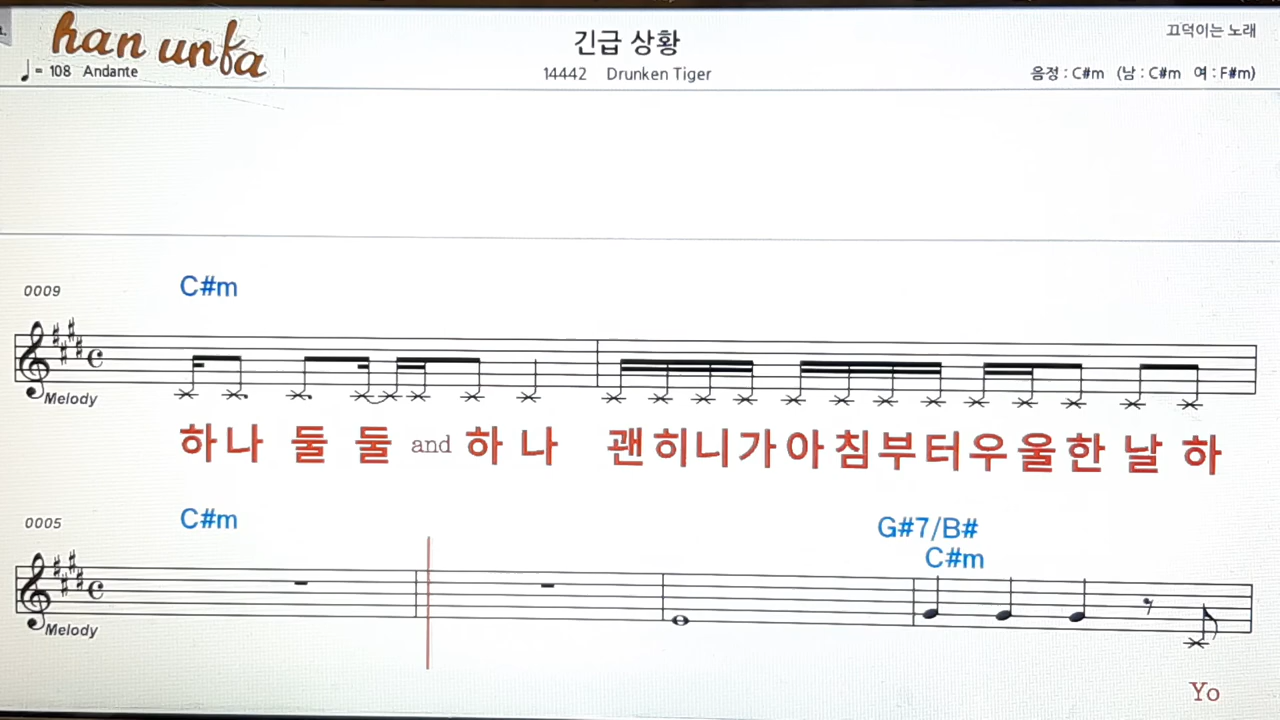 han unfa
긴급 상황
끄덕이는 노래
♩= 108 Andante
14442 Drunken Tiger
음정 : C#m (남 : C#m 여 : F#m)
C#m
0009
Melody
하 나 둘 둘 and 하 나 괜 히 니 가 아 침 부 터 우 울 한 날 하
C#m
G#7/B#
0005
C#m
Melody
Yo